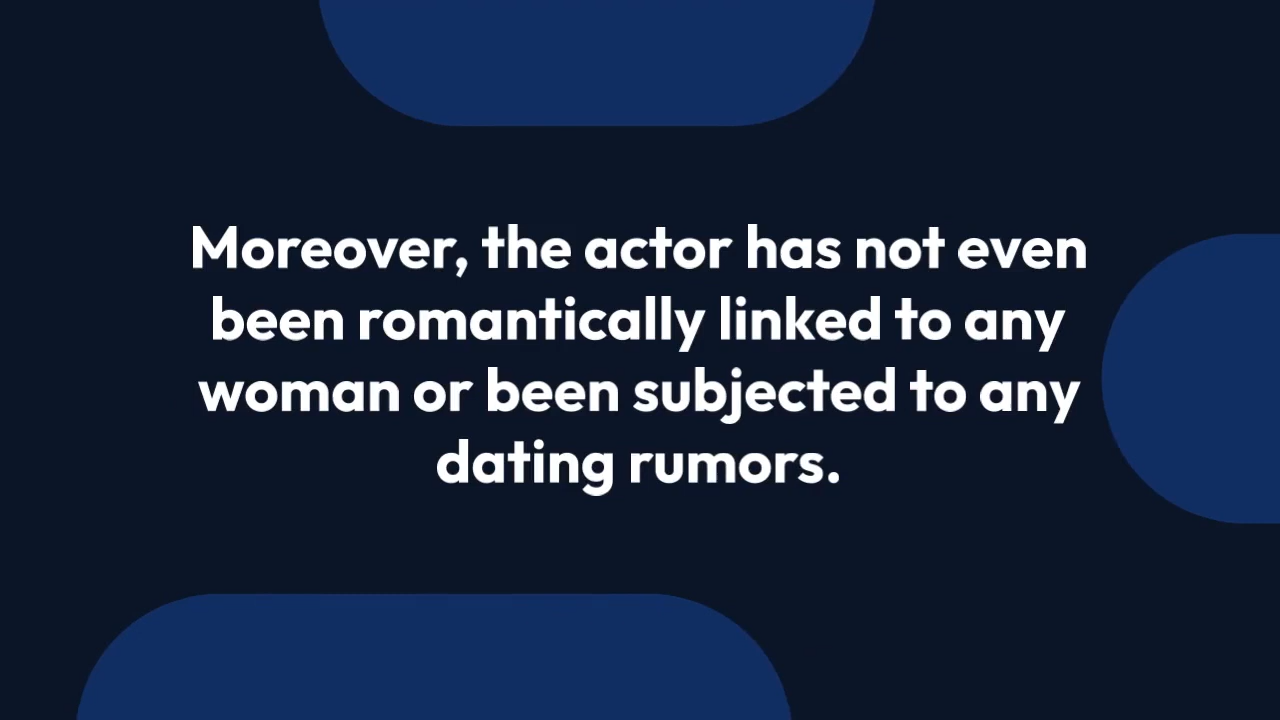 Moreover, the actor has not even
been romantically linked to any
woman or been subjected to any
dating rumors.